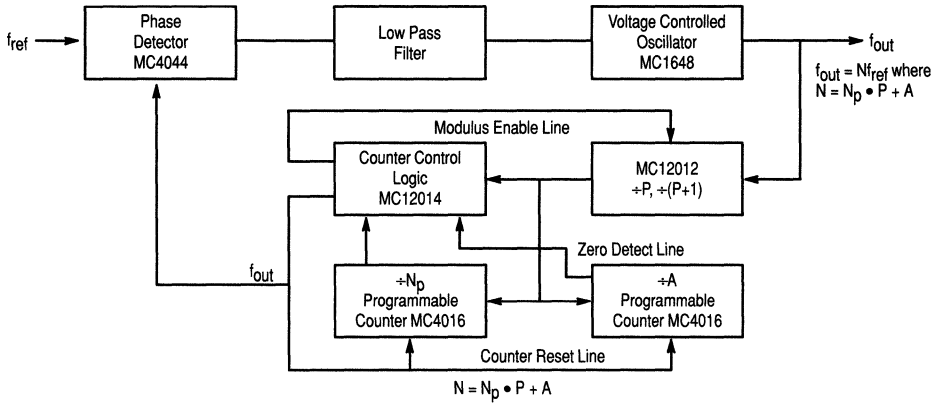 fref
Phase
Detector
MC4044
Low Pass
Filter
Voltage Controlled
Oscillator
MC1648
fout
fout = Nfref where
N = Np • P + A
Modulus Enable Line
Counter Control
Logic
MC12014
MC12012
÷P, ÷(P+1)
Zero Detect Line
fout
÷Np
Programmable
Counter MC4016
÷A
Programmable
Counter MC4016
Counter Reset Line
N = Np • P + A